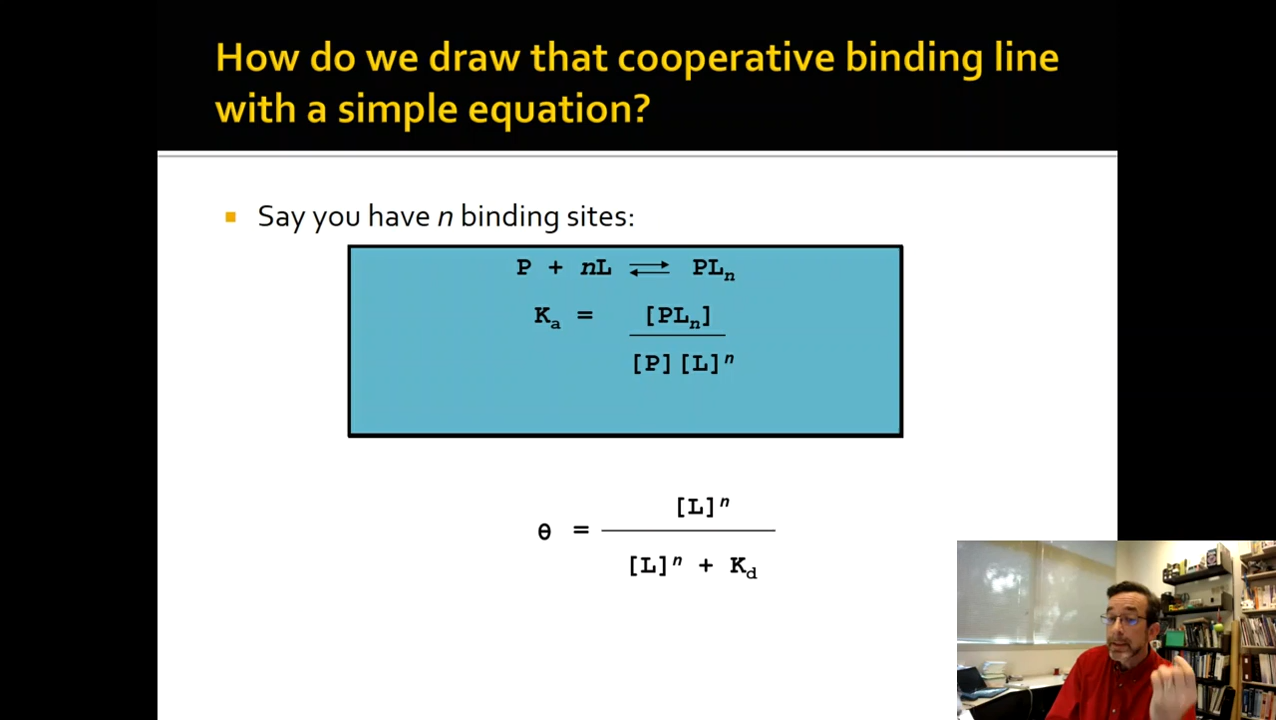 How do we draw that cooperative binding line
with a simple equation?
Say you have n binding sites:
P + nL ⇌ PLₙ
Kₐ = [PLₙ]
[P][L]ⁿ
[L]ⁿ
θ =
[L]ⁿ + K_d